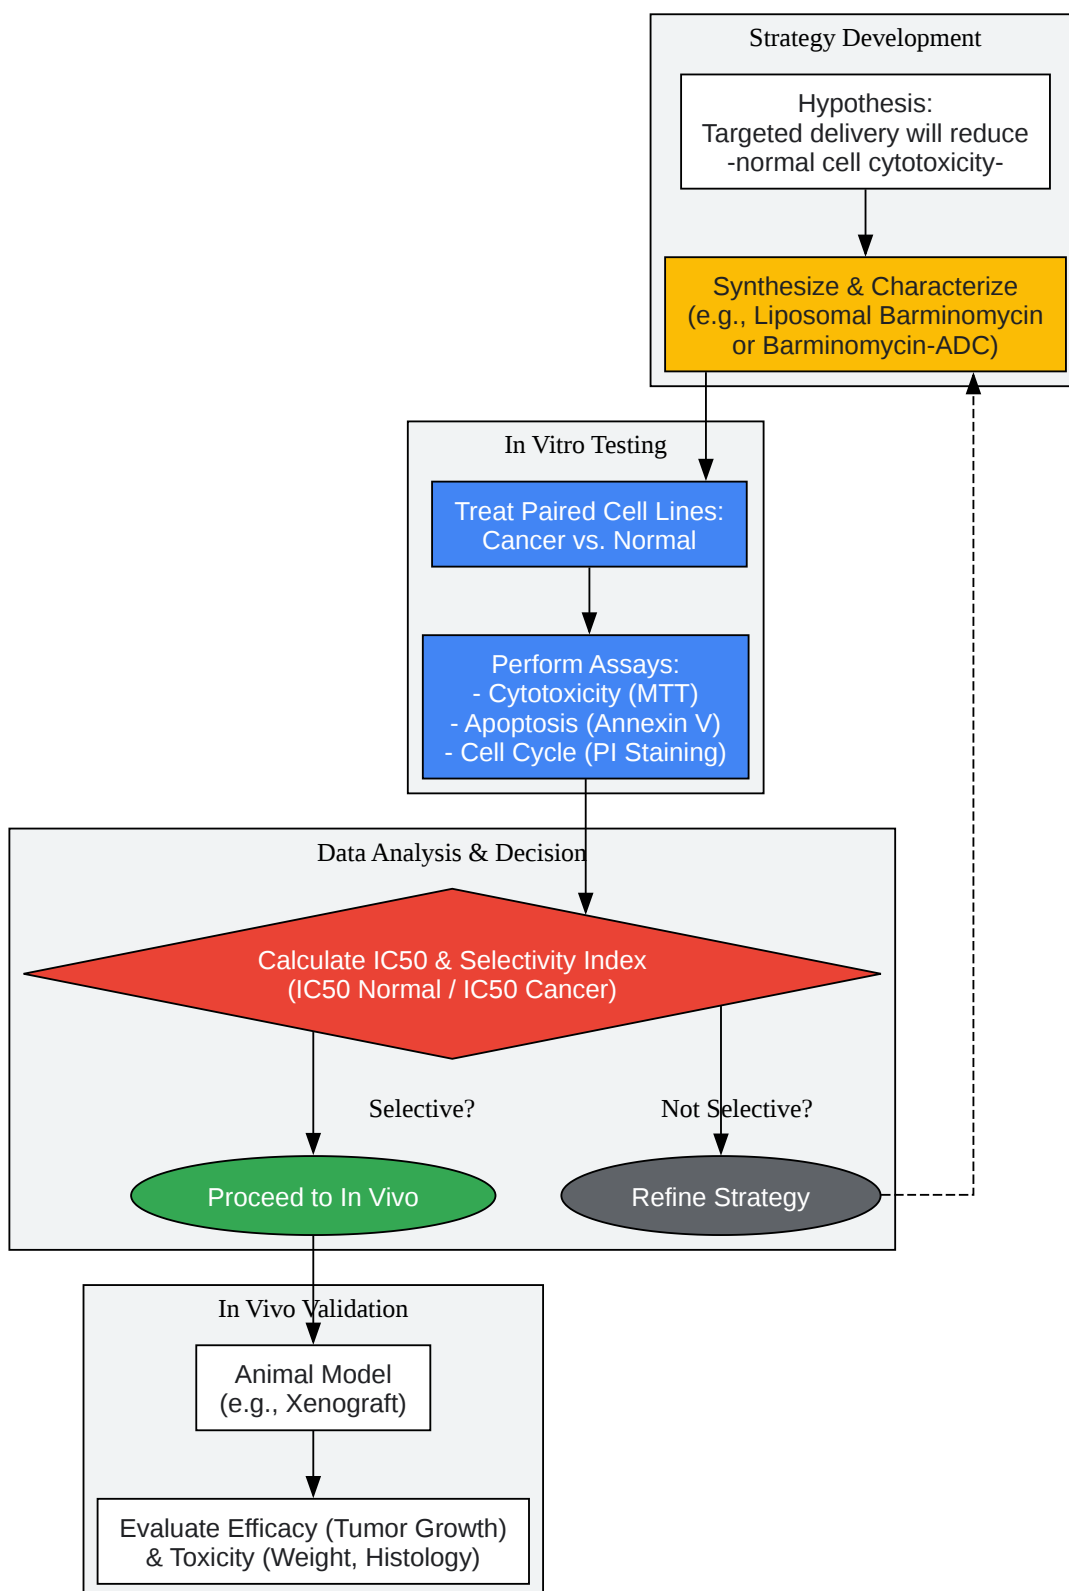 Strategy Development
Hypothesis:
Targeted delivery will reduce
-normal cell cytotoxicity-
Synthesize & Characterize
(e.g., Liposomal Barminomycin
or Barminomycin-ADC)
In Vitro Testing
Treat Paired Cell Lines:
Cancer vs. Normal
Perform Assays:
- Cytotoxicity (MTT)
- Apoptosis (Annexin V)
- Cell Cycle (PI Staining)
Data Analysis & Decision
Calculate IC50 & Selectivity Index
(IC50 Normal / IC50 Cancer)
Selective?
Not Selective?
Proceed to In Vivo
Refine Strategy
In Vivo Validation
Animal Model
(e.g., Xenograft)
Evaluate Efficacy (Tumor Growth)
& Toxicity (Weight, Histology)